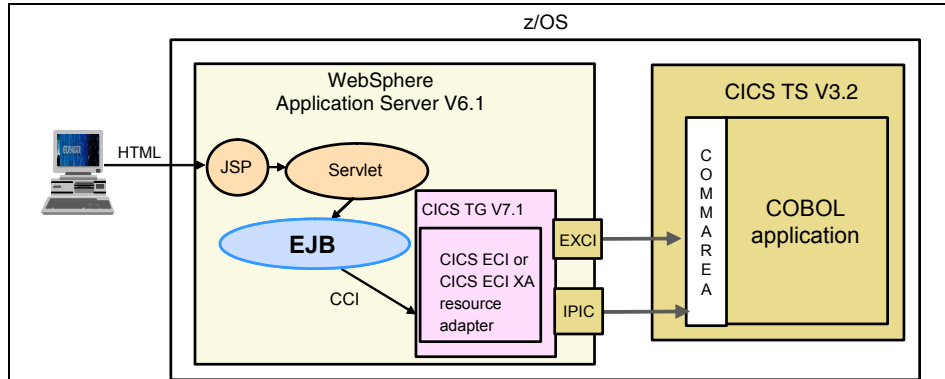 z/OS
WebSphere
Application Server V6.1
CICS TS V3.2
HTML
JSP
Servlet
EJB
CCI
CICS TG V7.1
CICS ECI or
CICS ECI XA
resource
adapter
EXCI
IPIC
C
O
M
M
A
R
E
A
COBOL
application